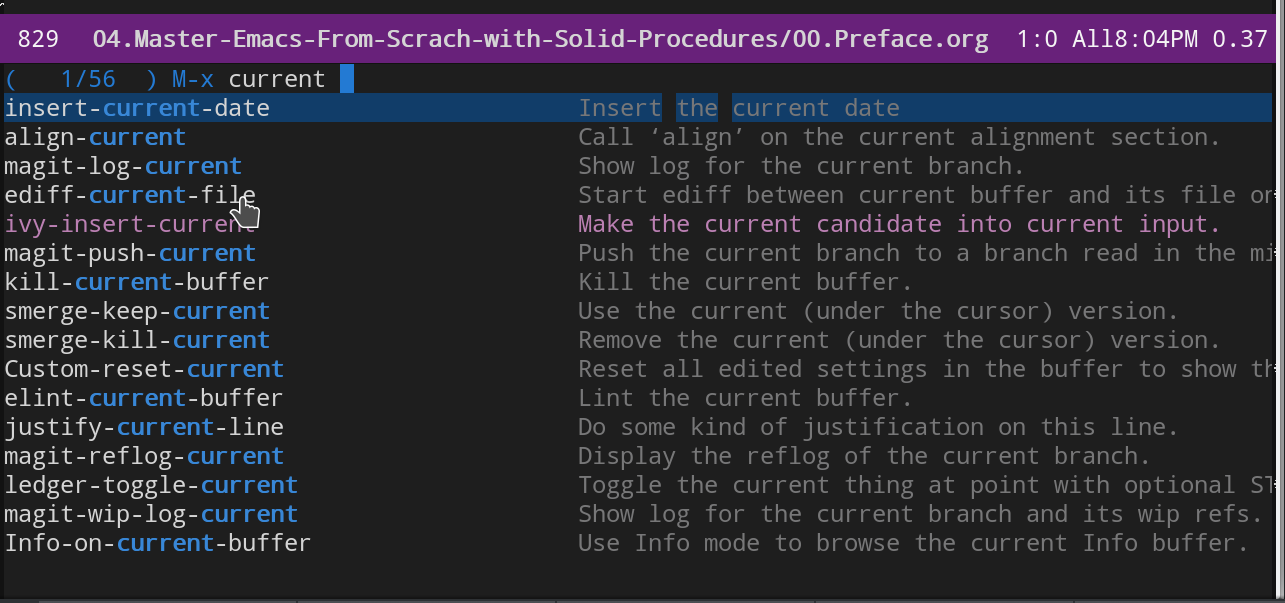 829 04.Master-Emacs-From-Scrach-with-Solid-Procedures/00.Preface.org 1:0 All8:04PM 0.37
( 1/56 ) M-x current
insert-current-date Insert the current date
align-current Call ‘align’ on the current alignment section.
magit-log-current Show log for the current branch.
ediff-current-file Start ediff between current buffer and its file on
ivy-insert-current Make the current candidate into current input.
magit-push-current Push the current branch to a branch read in the mi
kill-current-buffer Kill the current buffer.
smerge-keep-current Use the current (under the cursor) version.
smerge-kill-current Remove the current (under the cursor) version.
Custom-reset-current Reset all edited settings in the buffer to show th
elint-current-buffer Lint the current buffer.
justify-current-line Do some kind of justification on this line.
magit-reflog-current Display the reflog of the current branch.
ledger-toggle-current Toggle the current thing at point with optional ST
magit-wip-log-current Show log for the current branch and its wip refs.
Info-on-current-buffer Use Info mode to browse the current Info buffer.